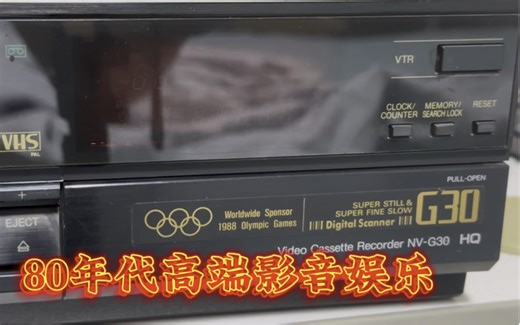 VTR
CLOCK/
COUNTER
MEMORY/
SEARCH LOCK
RESET
VHS
PAL
PULL-OPEN
+
EJECT
Worldwide Sponsor
1988 Olympic Games
SUPER STILL &
SUPER FINE SLOW
Digital Scanner
G30
Video Cassette Recorder NV-G30
HQ
80年代高端影音娱乐